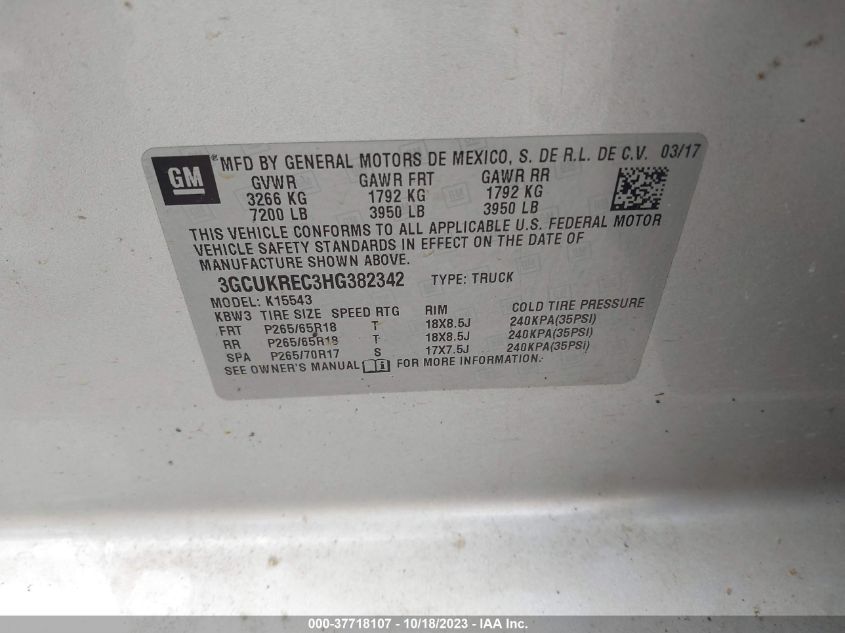 GM ® MFD BY GENERAL MOTORS DE MEXICO, S. DE R.L. DE C.V. 03/17
GVWR GAWR FRT GAWR RR
3266 KG 1792 KG 1792 KG
7200 LB 3950 LB 3950 LB
THIS VEHICLE CONFORMS TO ALL APPLICABLE U.S. FEDERAL MOTOR
VEHICLE SAFETY STANDARDS IN EFFECT ON THE DATE OF
MANUFACTURE SHOWN ABOVE.
3GCUKREC3HG382342 TYPE: TRUCK
MODEL: K15543
KBW3 TIRE SIZE SPEED RTG RIM COLD TIRE PRESSURE
FRT P265/65R18 T 18X8.5J 240KPA(35PSI)
RR P265/65R18 T 18X8.5J 240KPA(35PSI)
SPA P265/70R17 S 17X7.5J 240KPA(35PSI)
SEE OWNER'S MANUAL FOR MORE INFORMATION.
000-37718107 - 10/18/2023 - IAA Inc.